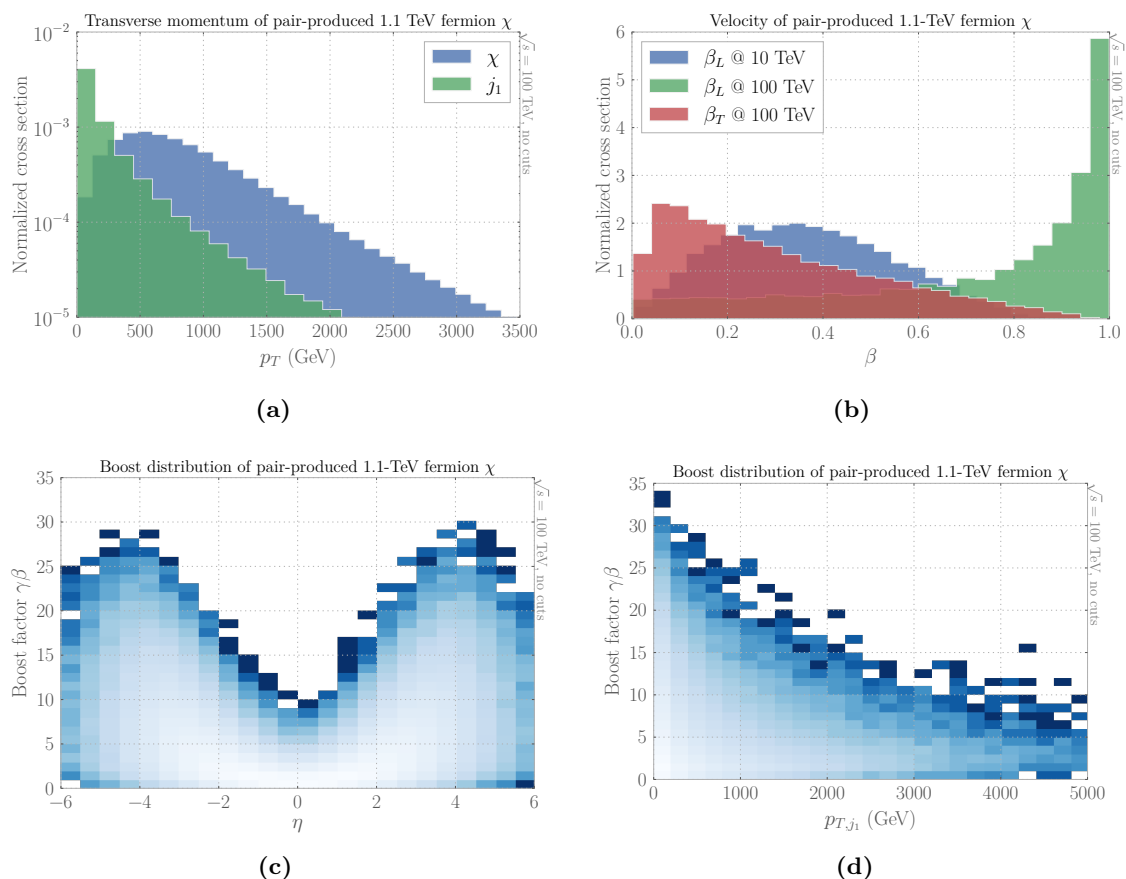 Transverse momentum of pair-produced 1.1 TeV fermion χ
10⁻²
10⁻³
10⁻⁴
10⁻⁵
Normalized cross section
χ
j₁
√s = 100 TeV, no cuts
0 500 1000 1500 2000 2500 3000 3500
p_T (GeV)
(a)
Velocity of pair-produced 1.1-TeV fermion χ
6
5
4
3
2
1
0
Normalized cross section
β_L @ 10 TeV
β_L @ 100 TeV
β_T @ 100 TeV
√s = 100 TeV, no cuts
0.0 0.2 0.4 0.6 0.8 1.0
β
(b)
Boost distribution of pair-produced 1.1-TeV fermion χ
35
30
25
20
15
10
5
0
Boost factor γβ
√s = 100 TeV, no cuts
−6 −4 −2 0 2 4 6
η
(c)
Boost distribution of pair-produced 1.1-TeV fermion χ
35
30
25
20
15
10
5
0
Boost factor γβ
√s = 100 TeV, no cuts
0 1000 2000 3000 4000 5000
p_{T,j₁} (GeV)
(d)